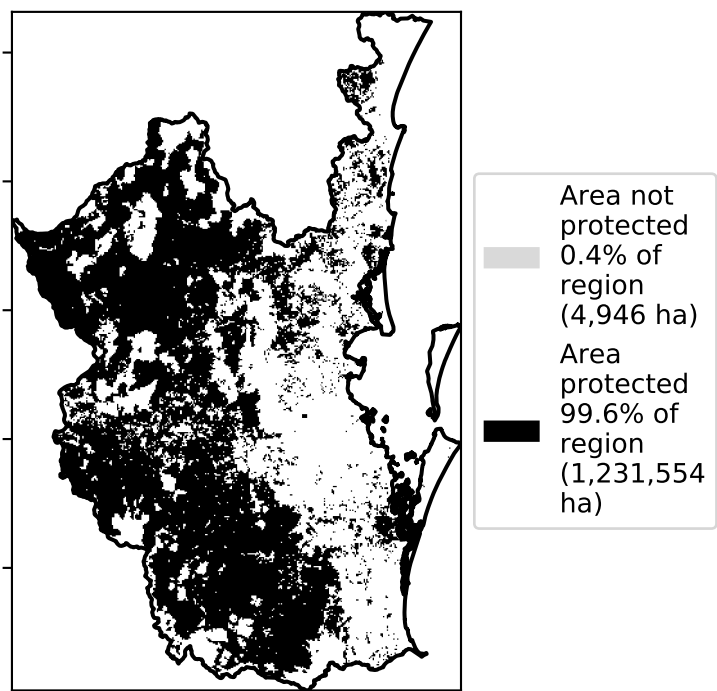 Area not
protected
0.4% of
region
(4,946 ha)
Area
protected
99.6% of
region
(1,231,554
ha)